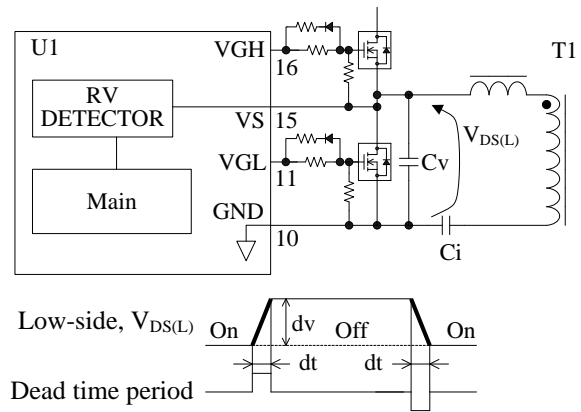 U1
T1
VGH
16
RV
DETECTOR
VS 15
VGL
11
Main
GND
10
Cv
V_DS(L)
Ci
Low-side, V_DS(L)
On
dv
Off
On
dt
dt
Dead time period